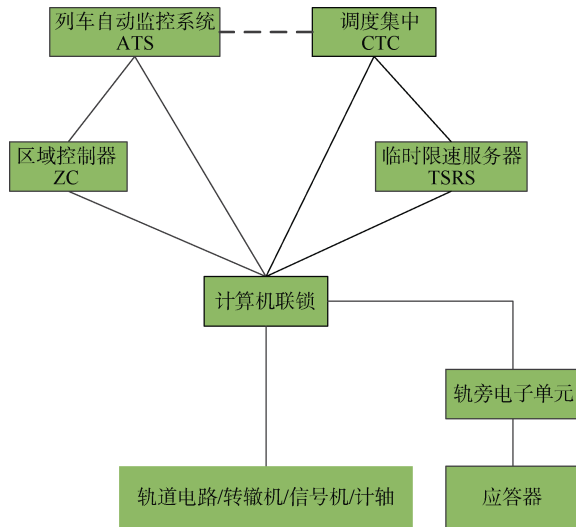 列车自动监控系统
ATS
调度集中
CTC
区域控制器
ZC
临时限速服务器
TSRS
计算机联锁
轨旁电子单元
轨道电路/转辙机/信号机/计轴
应答器